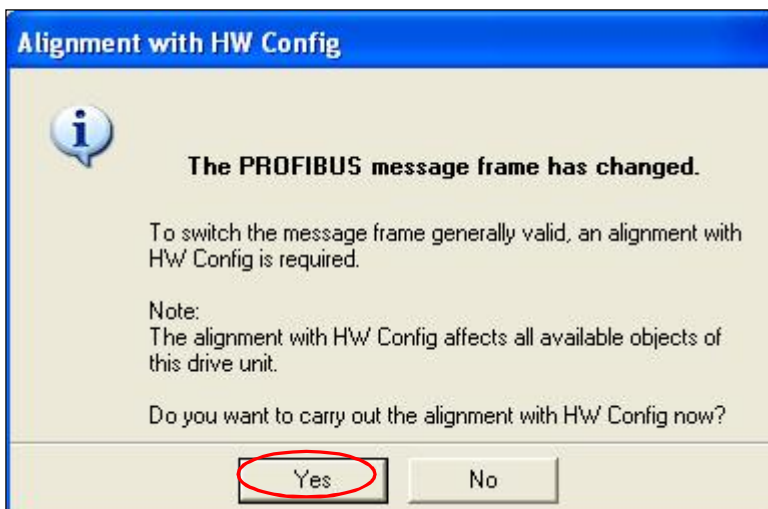 Alignment with HW Config
The PROFIBUS message frame has changed.
To switch the message frame generally valid, an alignment with
HW Config is required.
Note:
The alignment with HW Config affects all available objects of
this drive unit.
Do you want to carry out the alignment with HW Config now?
Yes
No